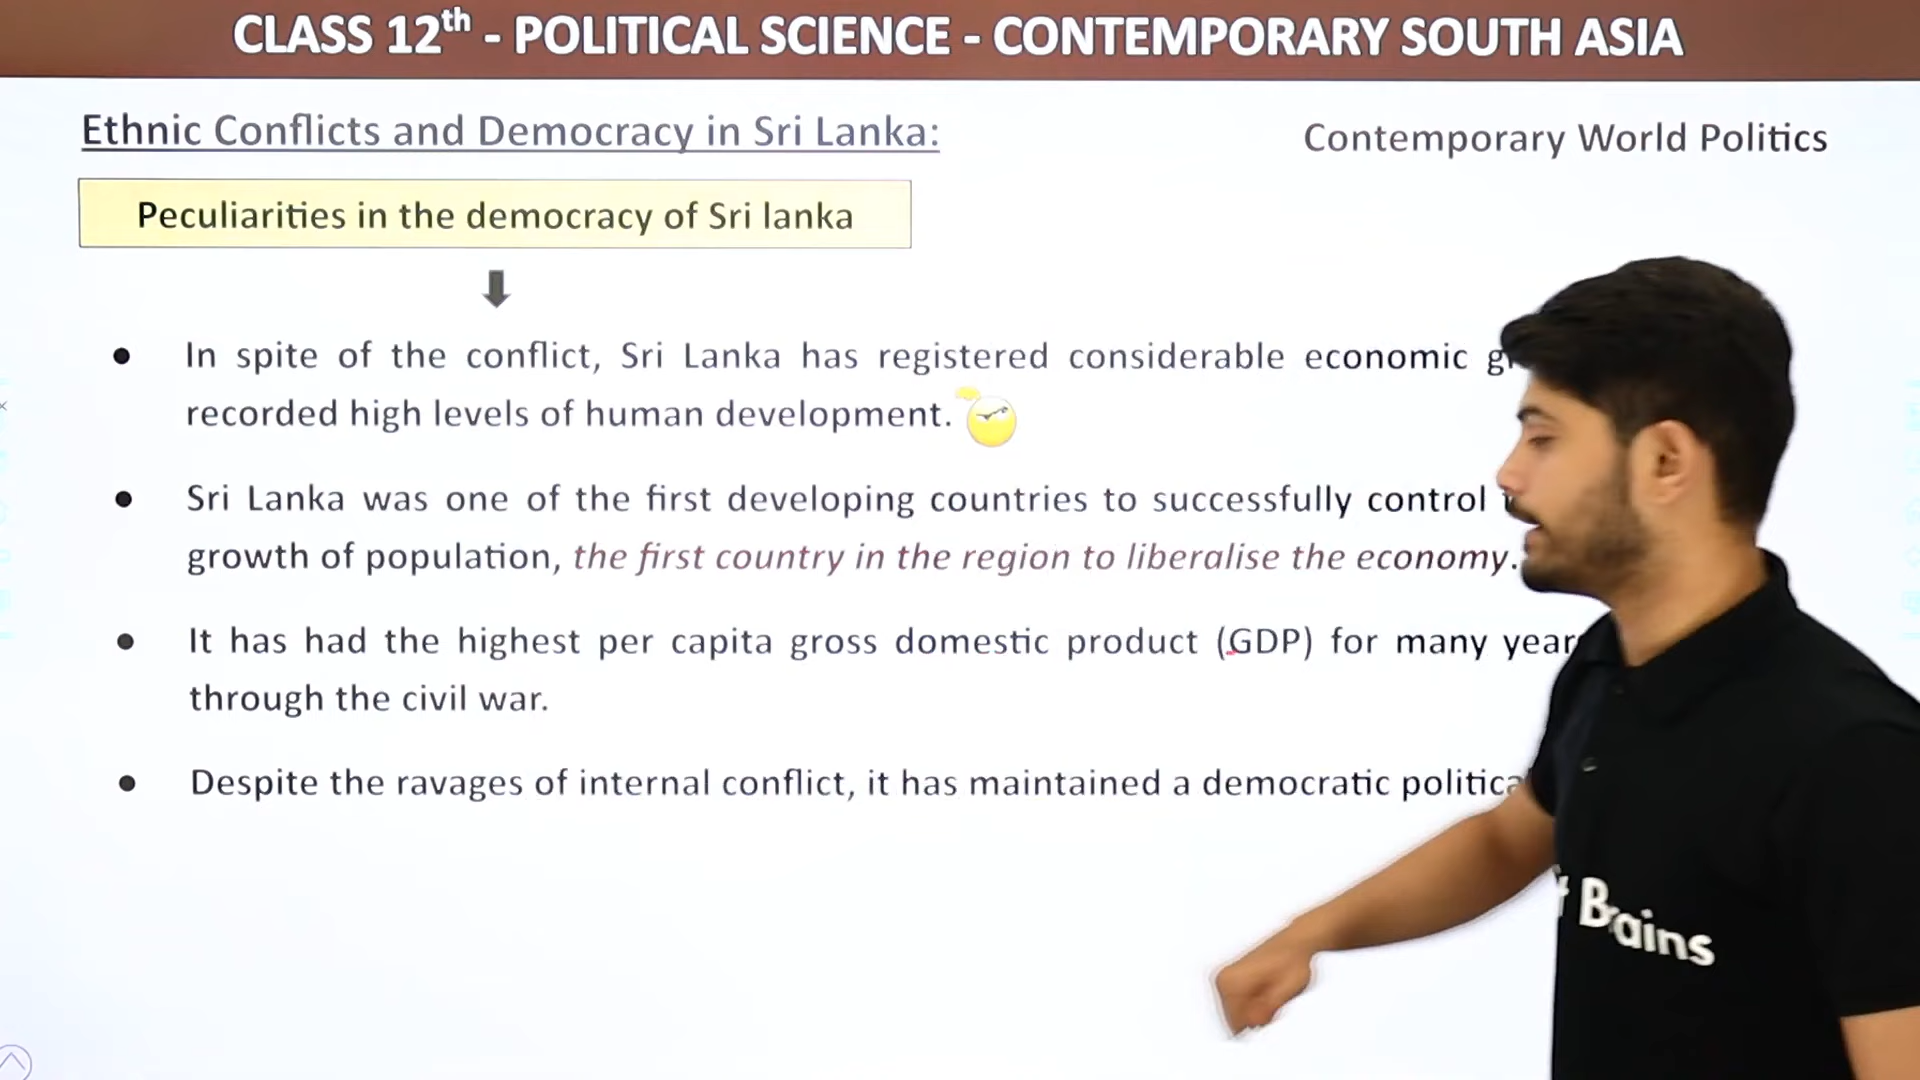 CLASS 12th - POLITICAL SCIENCE - CONTEMPORARY SOUTH ASIA
Ethnic Conflicts and Democracy in Sri Lanka:
Contemporary World Politics
Peculiarities in the democracy of Sri lanka
In spite of the conflict, Sri Lanka has registered considerable economic
recorded high levels of human development.
Sri Lanka was one of the first developing countries to successfully control
growth of population, the first country in the region to liberalise the economy.
It has had the highest per capita gross domestic product (GDP) for many
through the civil war.
Despite the ravages of internal conflict, it has maintained a democratic
Brains